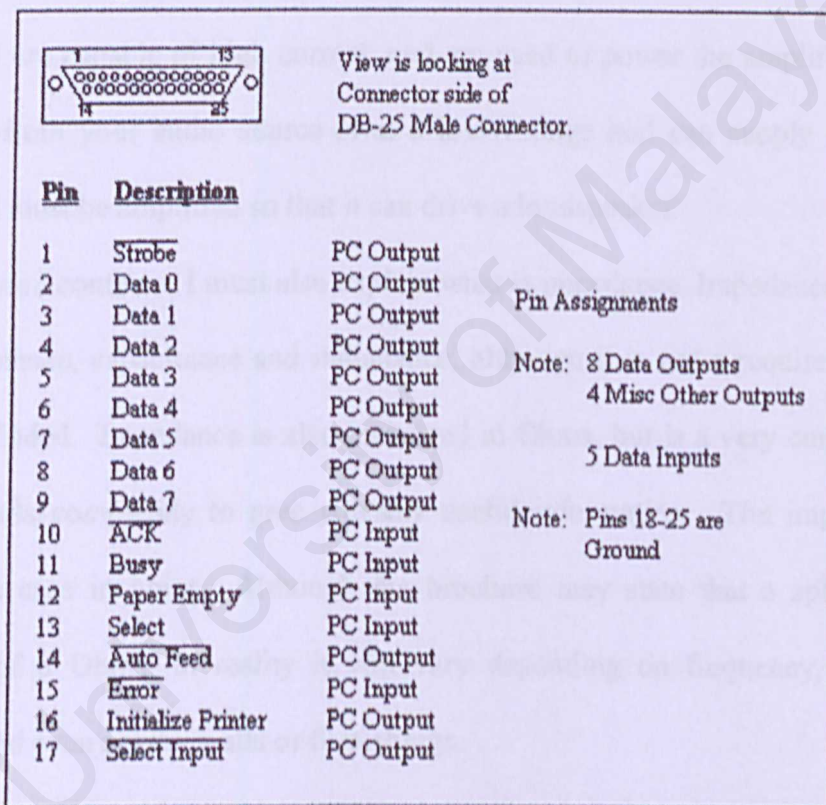 1 13
14 25
View is looking at
Connector side of
DB-25 Male Connector.
Pin Description
1 Strobe PC Output
2 Data 0 PC Output
3 Data 1 PC Output
4 Data 2 PC Output
5 Data 3 PC Output
6 Data 4 PC Output
7 Data 5 PC Output
8 Data 6 PC Output
9 Data 7 PC Output
10 ACK PC Input
11 Busy PC Input
12 Paper Empty PC Input
13 Select PC Input
14 Auto Feed PC Output
15 Error PC Input
16 Initialize Printer PC Output
17 Select Input PC Output
Pin Assignments
Note: 8 Data Outputs
4 Misc Other Outputs
5 Data Inputs
Note: Pins 18-25 are
Ground
University of Malaya